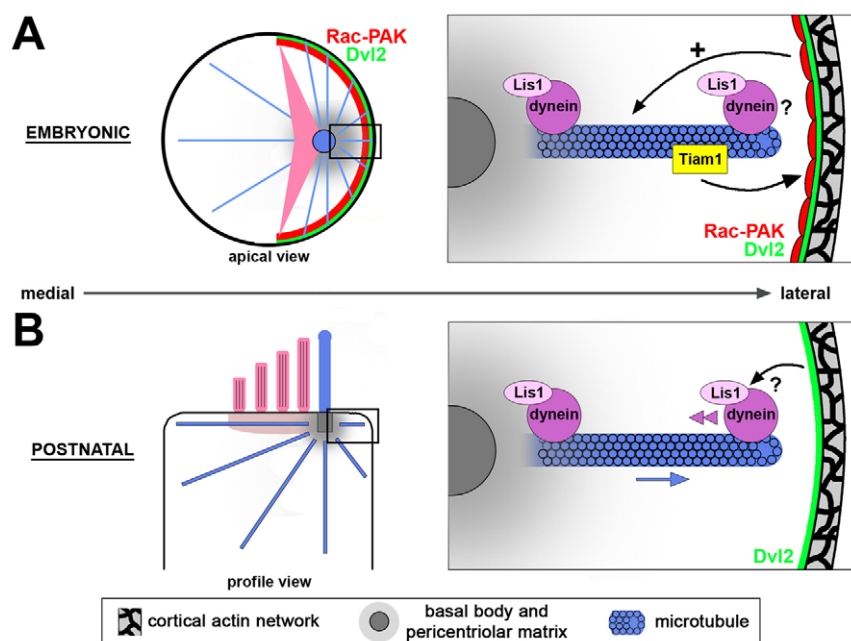 A
Rac-PAK
Dvl2
EMBRYONIC
apical view
+
Lis1
dynein
Lis1
dynein
?
Tiam1
Rac-PAK
Dvl2
medial
lateral
B
POSTNATAL
profile view
Lis1
dynein
Lis1
dynein
?
Dvl2
cortical actin network
basal body and
pericentriolar matrix
microtubule